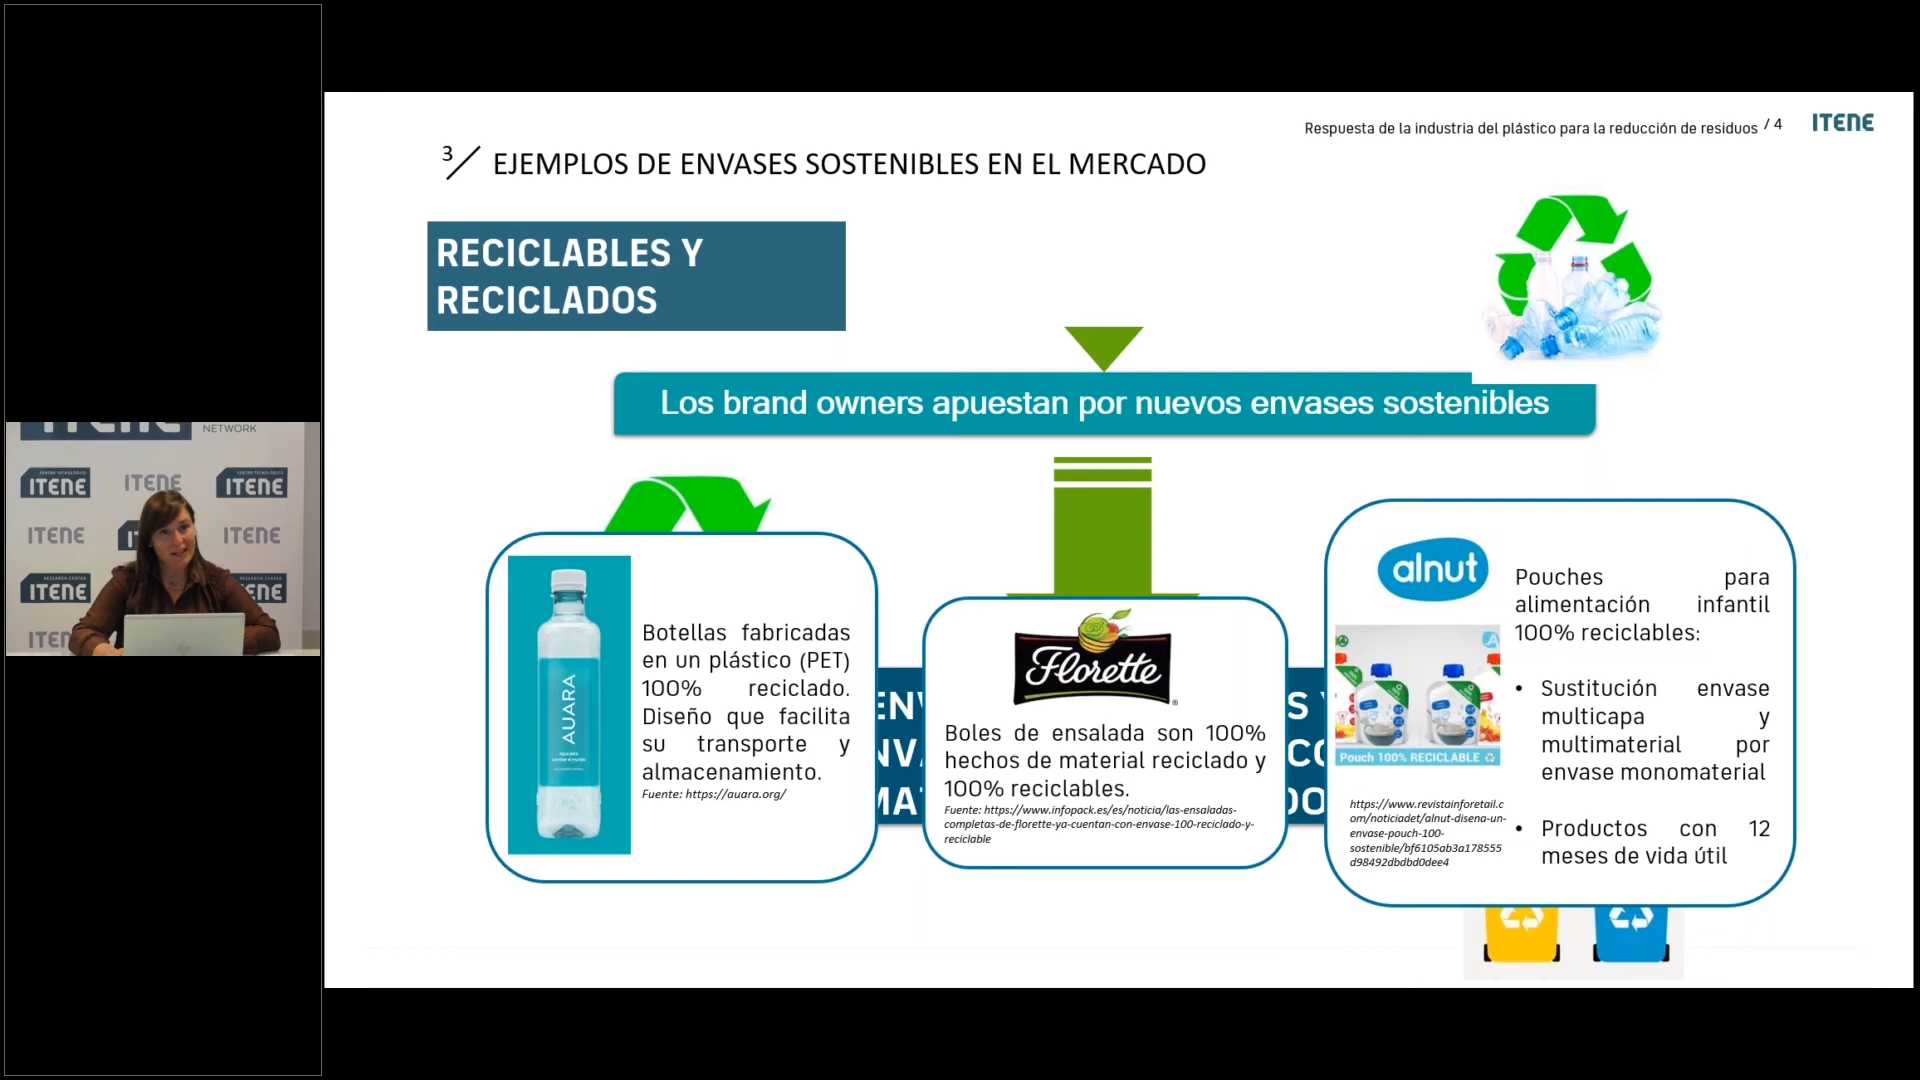 Respuesta de la industria del plástico para la reducción de residuos / 4
ITENE
3/ EJEMPLOS DE ENVASES SOSTENIBLES EN EL MERCADO
RECICLABLES Y
RECICLADOS
Los brand owners apuestan por nuevos envases sostenibles
AUARA
Botellas fabricadas
en un plástico (PET)
100% reciclado.
Diseño que facilita
su transporte y
almacenamiento.
Fuente: https://auara.org/
Florette
Boles de ensalada son 100%
hechos de material reciclado y
100% reciclables.
Fuente: https://www.infopack.es/es/noticia/las-ensaladas-
completas-de-florette-ya-cuentan-con-envase-100-reciclado-y-
reciclable
alnut
Pouch 100% RECICLABLE
https://www.revistainforetail.c
om/noticiadet/alnut-disena-un-
envase-pouch-100-
sostenible/bf6105ab3a178555
d98492dbdbd0dee4
Pouches para
alimentación infantil
100% reciclables:
• Sustitución envase
multicapa y
multimaterial por
envase monomaterial
• Productos con 12
meses de vida útil
NETWORK
ITENE
ITENE
ITENE
ITENE
ITENE
ITENE